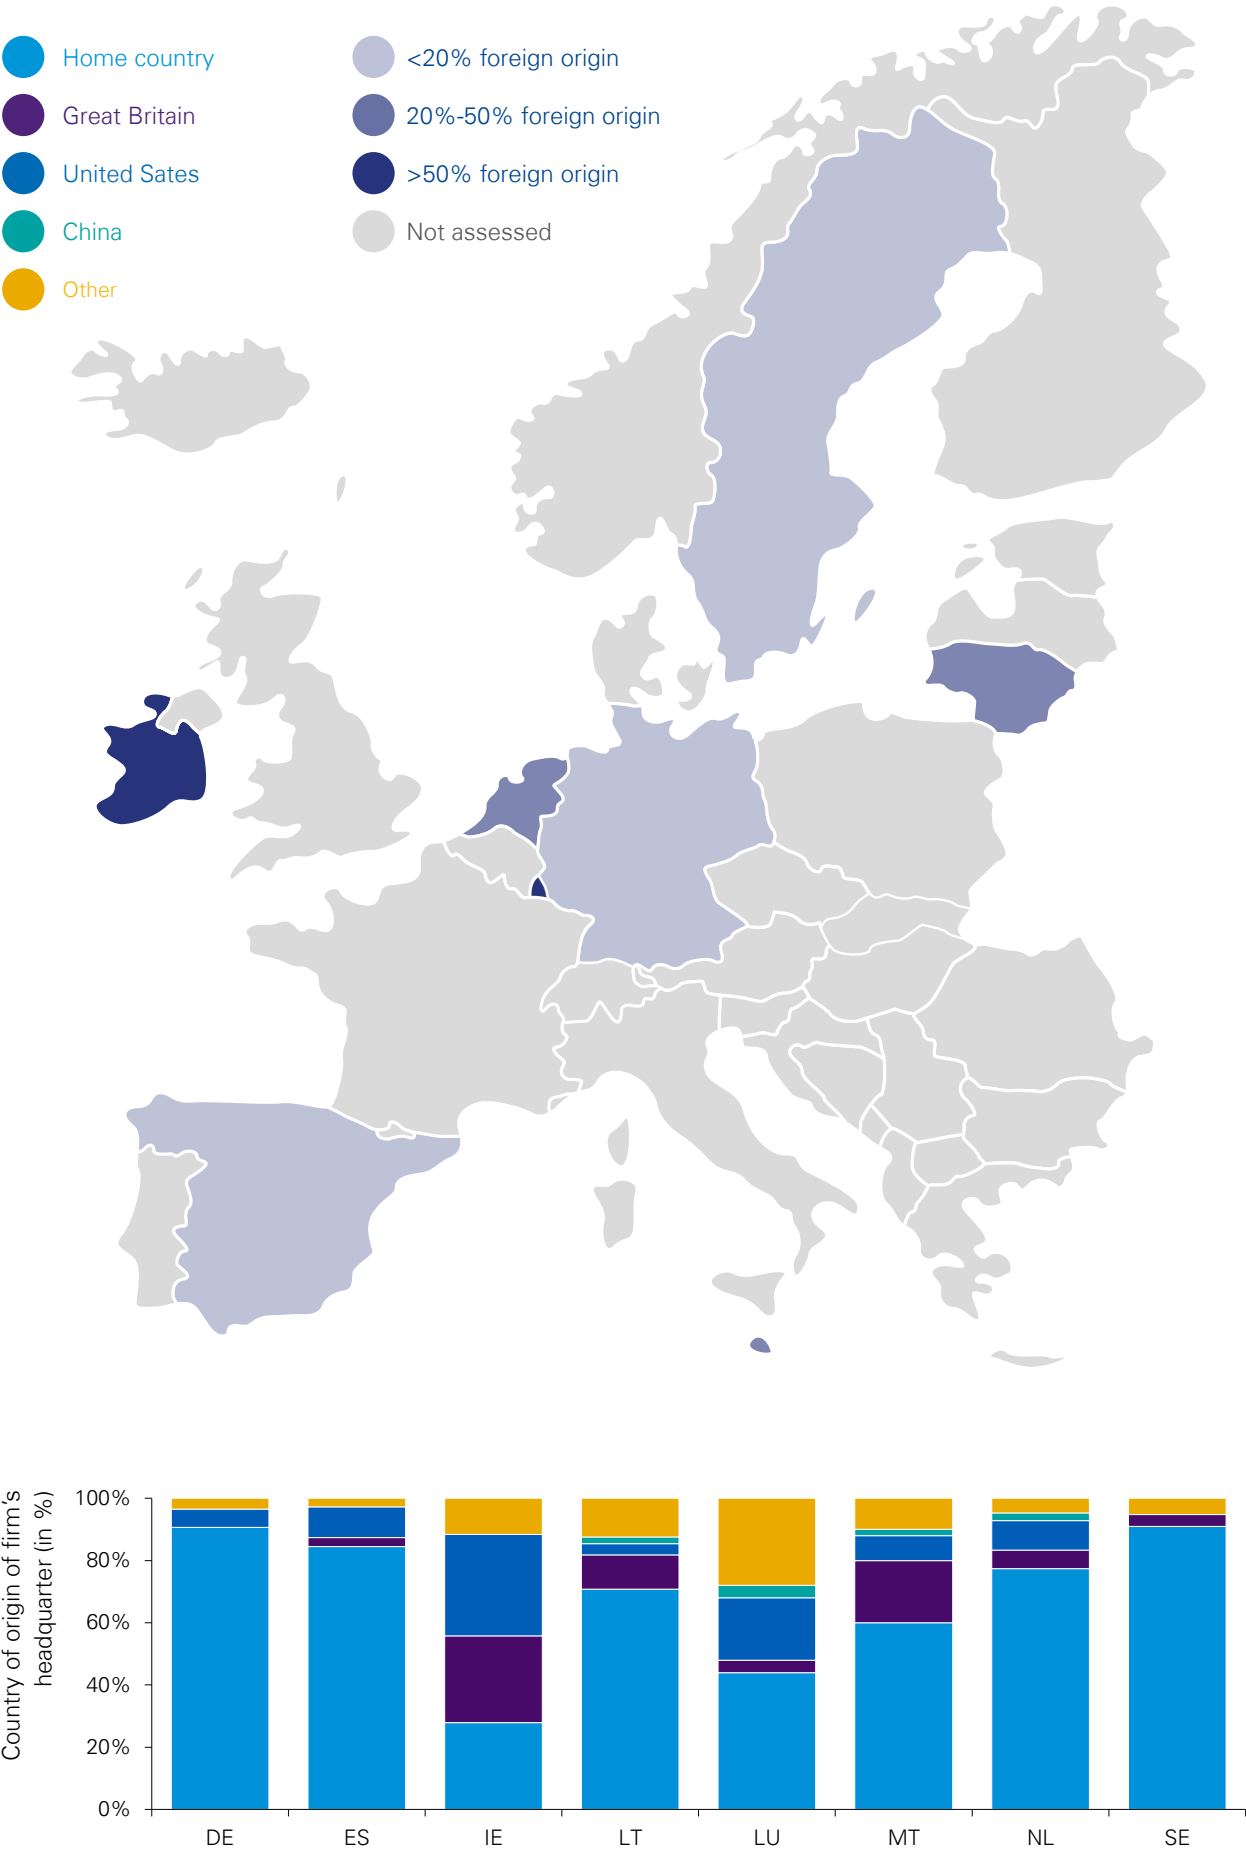 Home country
Great Britain
United Sates
China
Other
<20% foreign origin
20%-50% foreign origin
>50% foreign origin
Not assessed
Country of origin of firm's
headquarter (in %)
100%
80%
60%
40%
20%
0%
DE ES IE LT LU MT NL SE